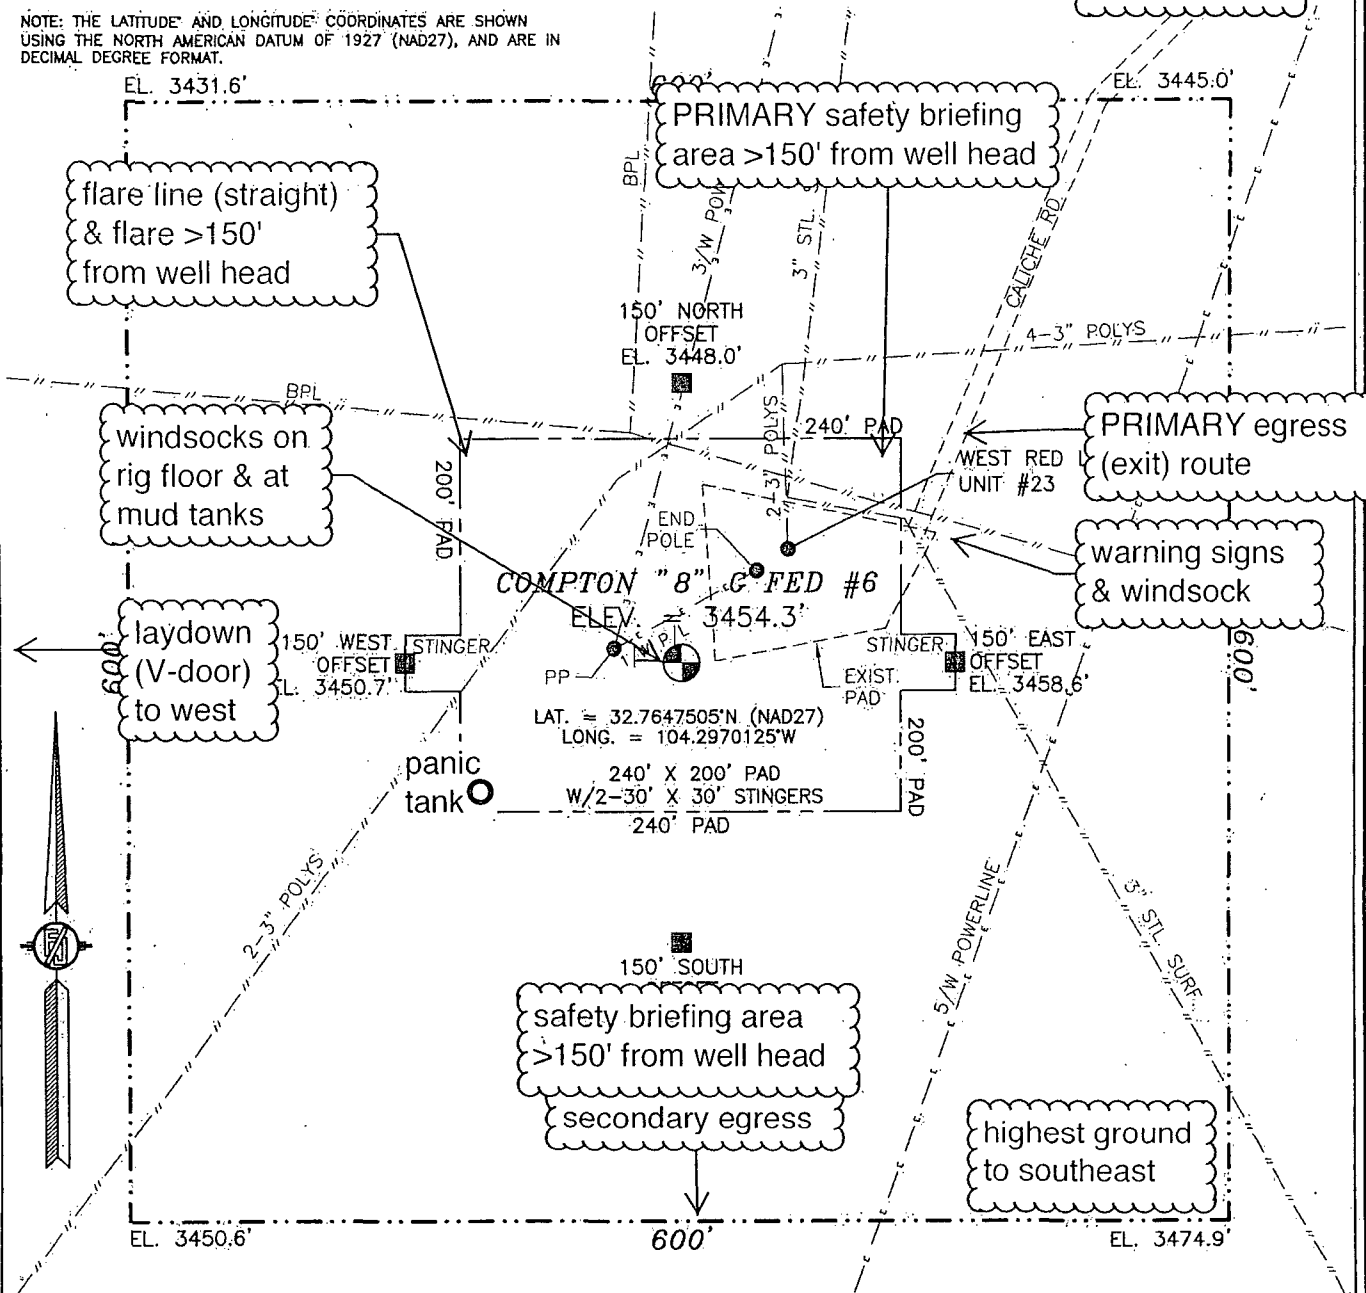 NOTE: THE LATITUDE AND LONGITUDE COORDINATES ARE SHOWN
USING THE NORTH AMERICAN DATUM OF 1927 (NAD27), AND ARE IN
DECIMAL DEGREE FORMAT.
EL. 3431.6'
600'
EL. 3445.0'
PRIMARY safety briefing
area >150' from well head
flare line (straight)
& flare >150'
from well head
BPL
3/W POW
3" STL.
CALICHE RD.
150' NORTH
OFFSET
EL. 3448.0'
4-3" POLYS
BPL
windsocks on
rig floor & at
mud tanks
200' PAD
2-3" POLYS
240' PAD
WEST RED L
UNIT #23
PRIMARY egress
(exit) route
END
POLE
warning signs
& windsock
COMPTON "8" G FED #6
ELEV. = 3454.3'
laydown
(V-door)
to west
600'
150' WEST
OFFSET
EL. 3450.7'
STINGER
PP
STINGER
150' EAST
OFFSET
EL. 3458.6'
600'
EXIST.
PAD
LAT. = 32.7647505°N (NAD27)
LONG. = 104.2970125°W
200' PAD
panic
tank
240' X 200' PAD
W/2-30' X 30' STINGERS
240' PAD
2-3" POLYS
5/W POWERLINE
3" STL. SURF.
150' SOUTH
safety briefing area
>150' from well head
secondary egress
highest ground
to southeast
EL. 3450.6'
600'
EL. 3474.9'